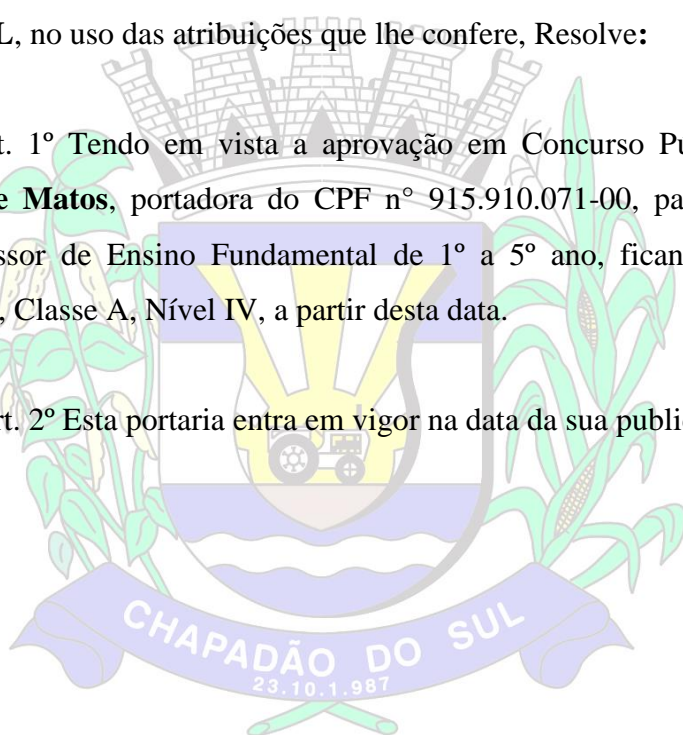 L, no uso das atribuições que lhe confere, Resolve:
t. 1º Tendo em vista a aprovação em Concurso Pu
e Matos, portadora do CPF n° 915.910.071-00, pa
ssor de Ensino Fundamental de 1º a 5º ano, fican
, Classe A, Nível IV, a partir desta data.
rt. 2º Esta portaria entra em vigor na data da sua public
CHAPADÃO DO SUL
23.10.1.987